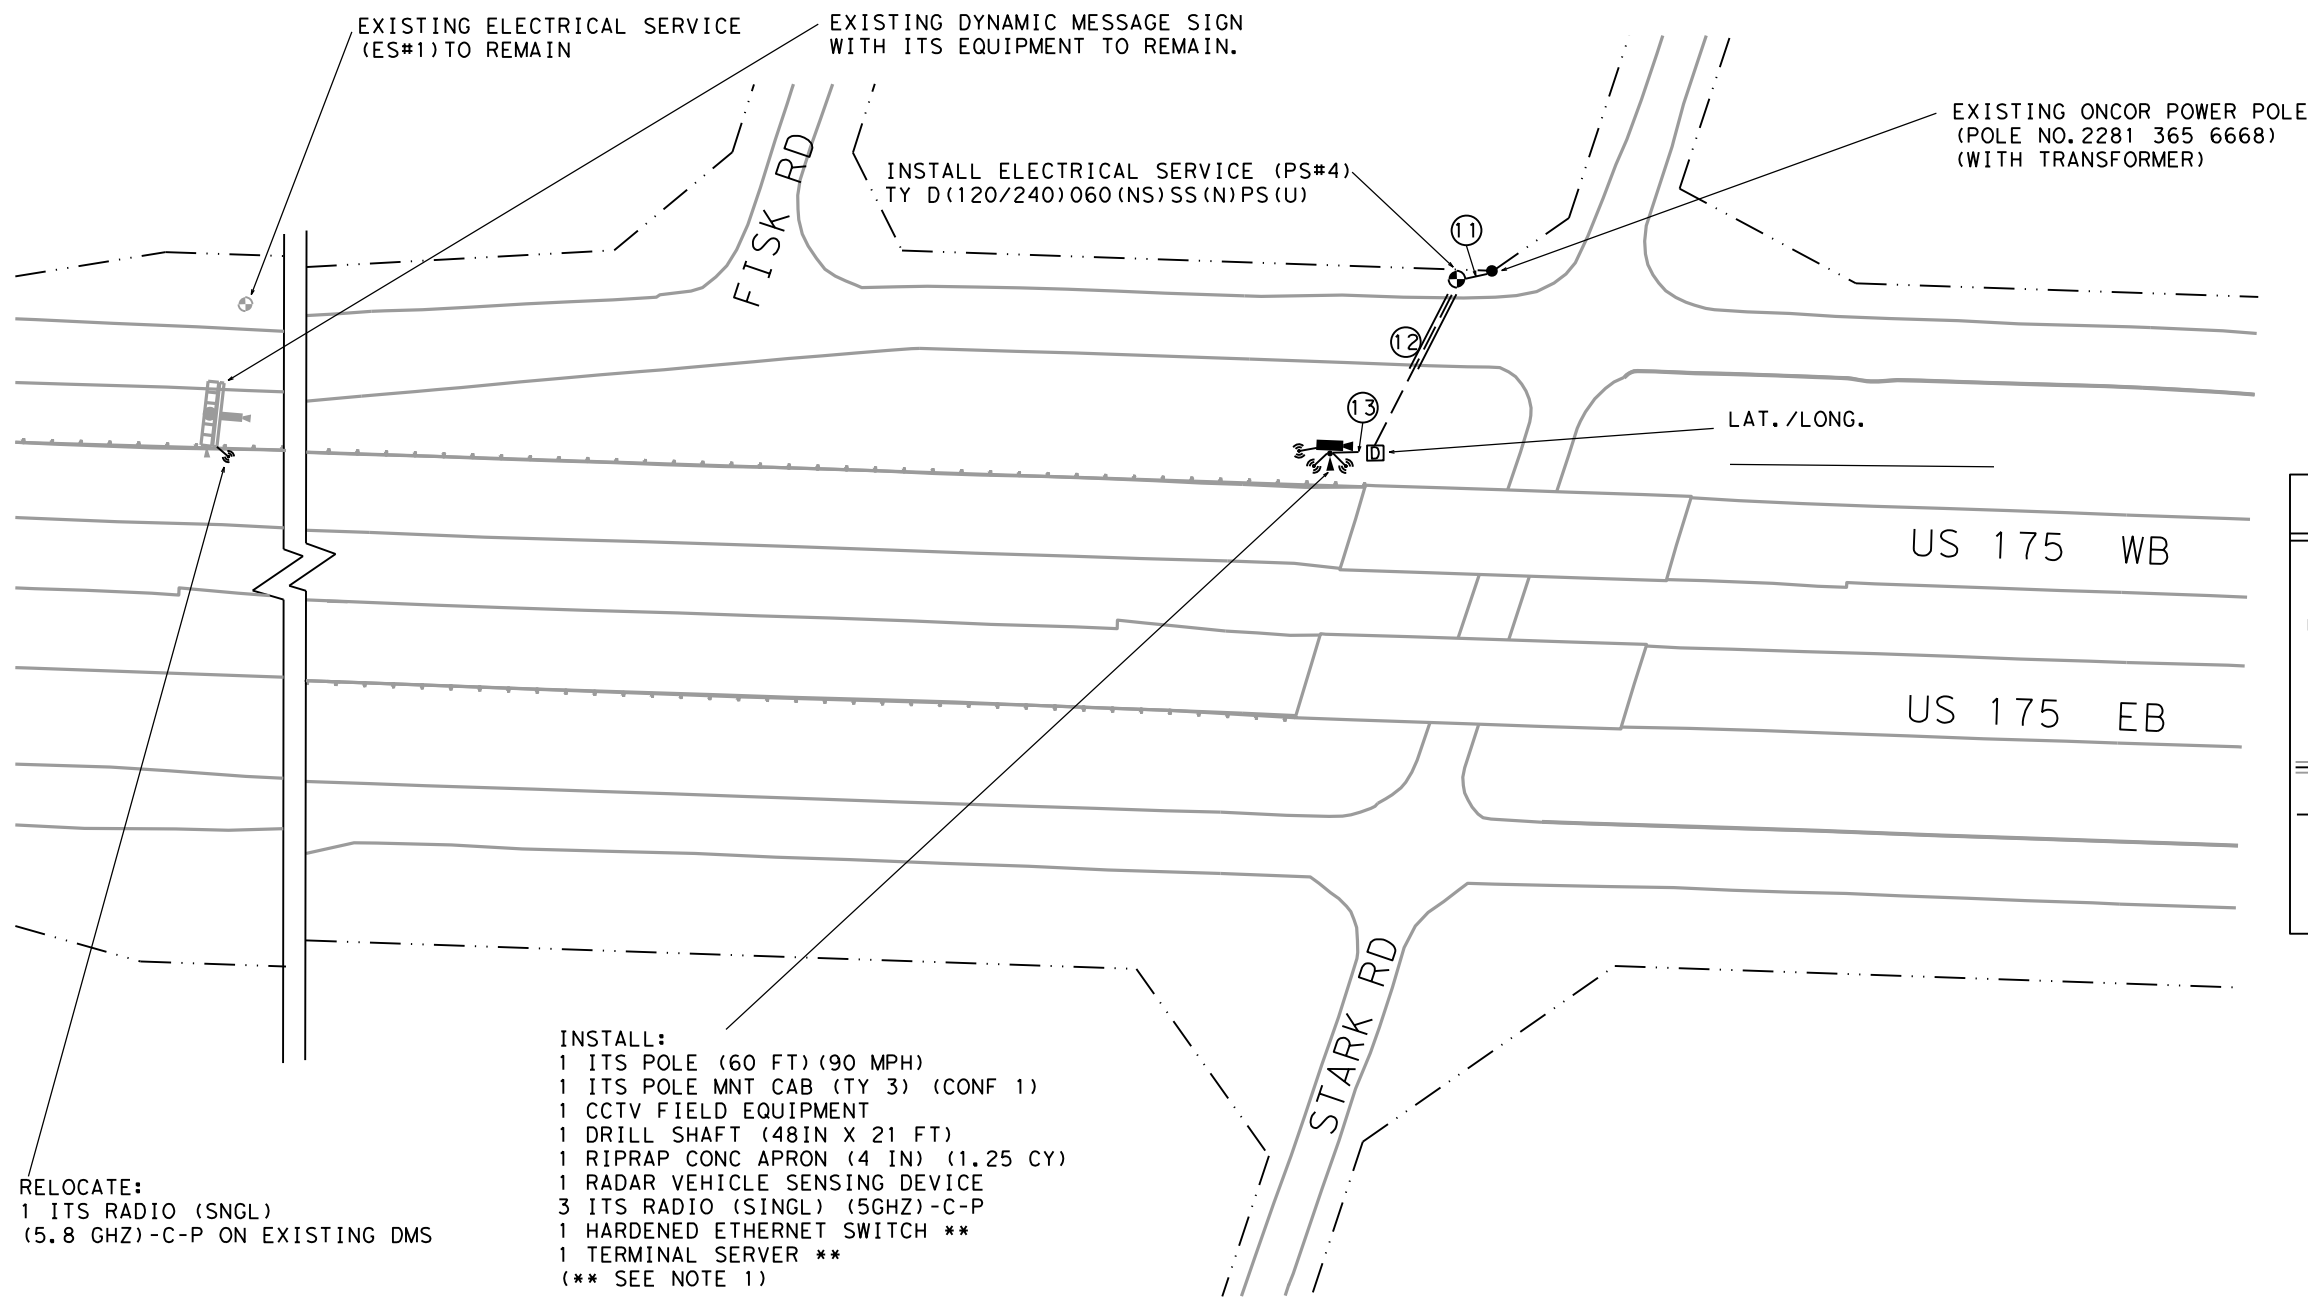 EXISTING ELECTRICAL SERVICE
(ES#1)TO REMAIN
EXISTING DYNAMIC MESSAGE SIGN
WITH ITS EQUIPMENT TO REMAIN.
EXISTING ONCOR POWER POLE
(POLE NO.2281 365 6668)
(WITH TRANSFORMER)
INSTALL ELECTRICAL SERVICE (PS#4)
TY D(120/240)060(NS)SS(N)PS(U)
FISK RD
11
12
13
D
LAT./LONG.
US 175 WB
US 175 EB
STARK RD
INSTALL:
1 ITS POLE (60 FT)(90 MPH)
1 ITS POLE MNT CAB (TY 3) (CONF 1)
1 CCTV FIELD EQUIPMENT
1 DRILL SHAFT (48IN X 21 FT)
1 RIPRAP CONC APRON (4 IN) (1.25 CY)
1 RADAR VEHICLE SENSING DEVICE
3 ITS RADIO (SINGL) (5GHZ)-C-P
1 HARDENED ETHERNET SWITCH **
1 TERMINAL SERVER **
(** SEE NOTE 1)
RELOCATE:
1 ITS RADIO (SNGL)
(5.8 GHZ)-C-P ON EXISTING DMS